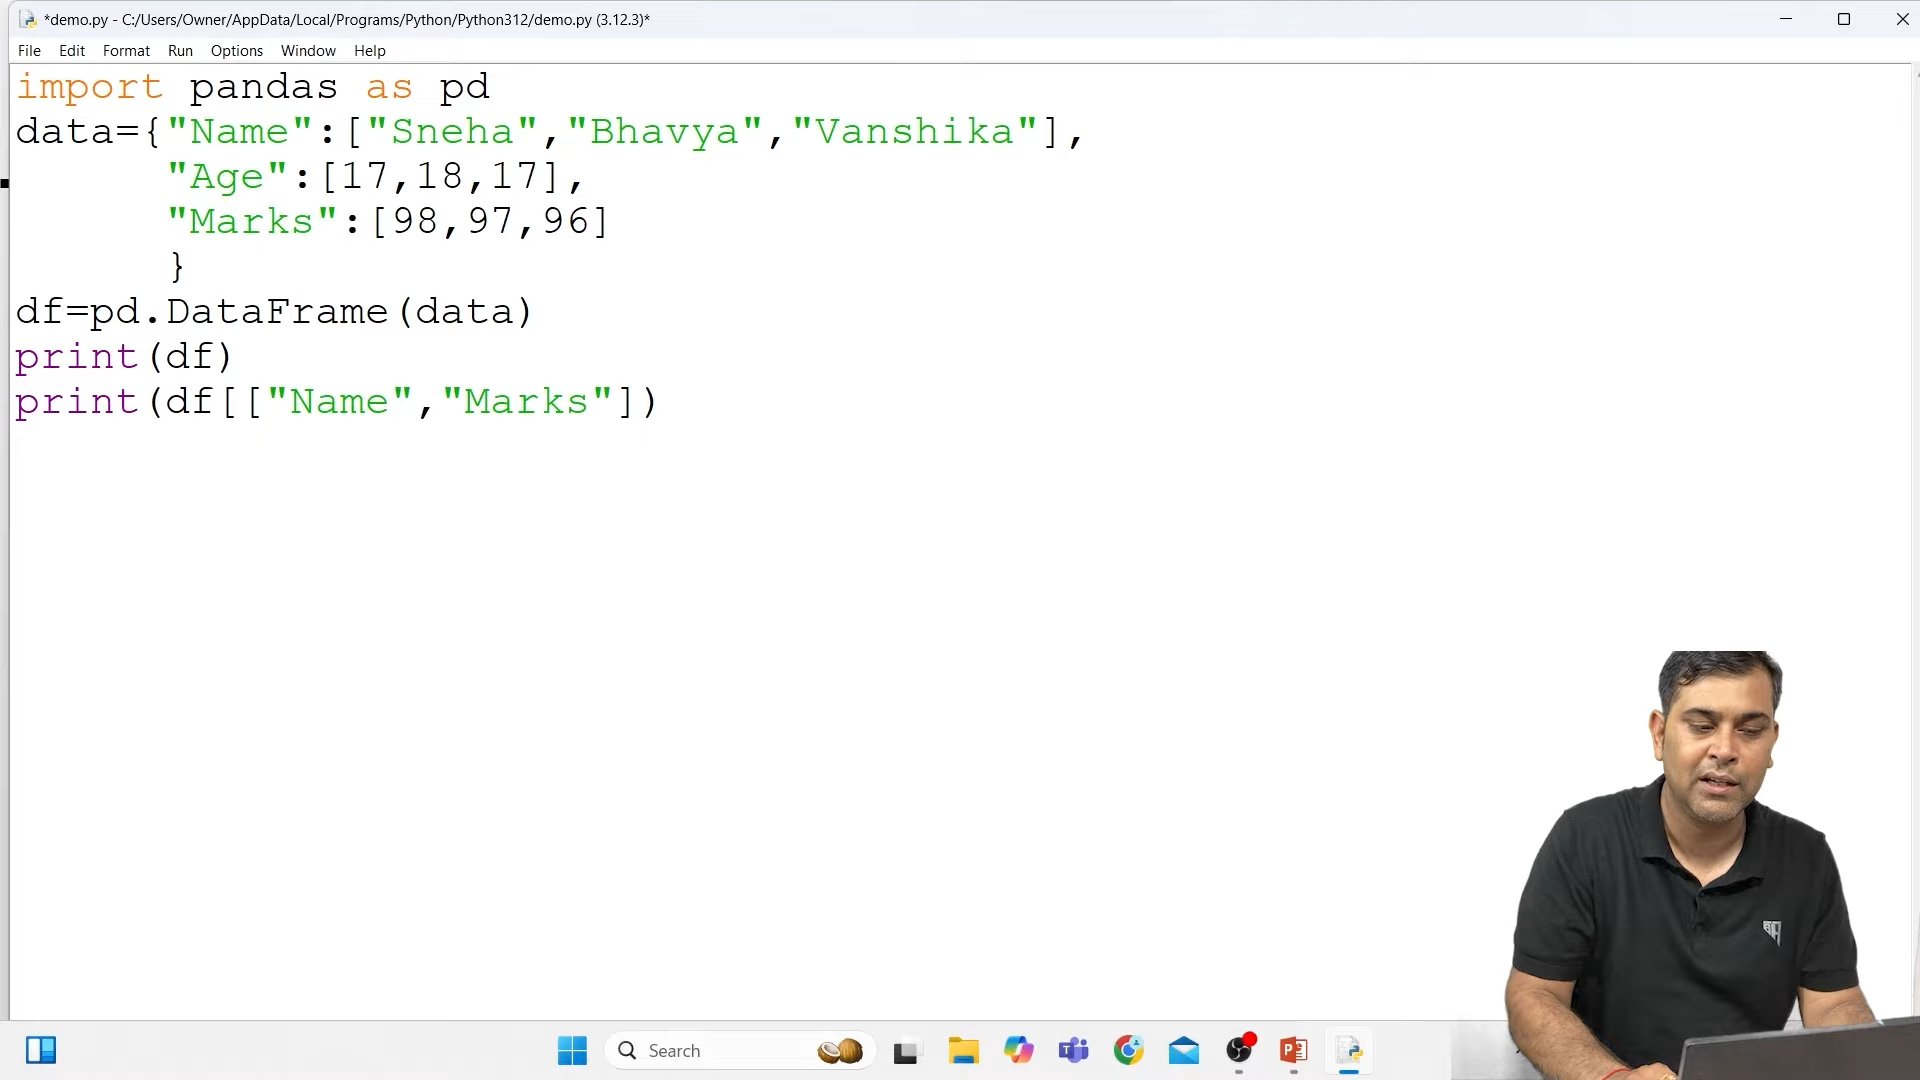 *demo.py - C:/Users/Owner/AppData/Local/Programs/Python/Python312/demo.py (3.12.3)*
File Edit Format Run Options Window Help
import pandas as pd
data={"Name":["Sneha","Bhavya","Vanshika"],
"Age":[17,18,17],
"Marks":[98,97,96]
}
df=pd.DataFrame(data)
print(df)
print(df[["Name","Marks"])
Search